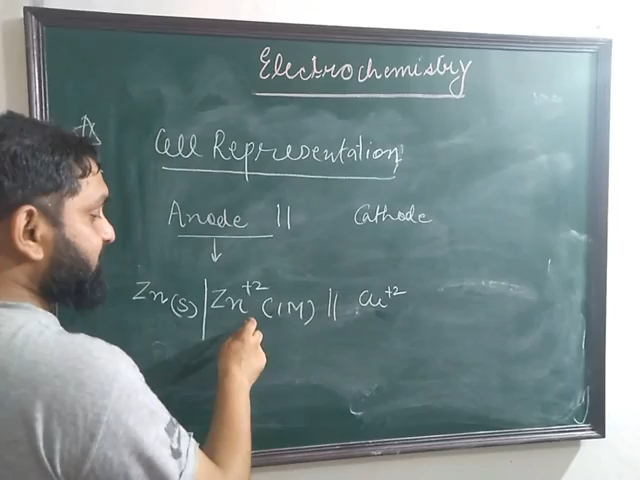 Electrochemistry
Cell Representation
Anode || Cathode
↓
Zn(s) | Zn⁺² (1M) || Cu⁺²